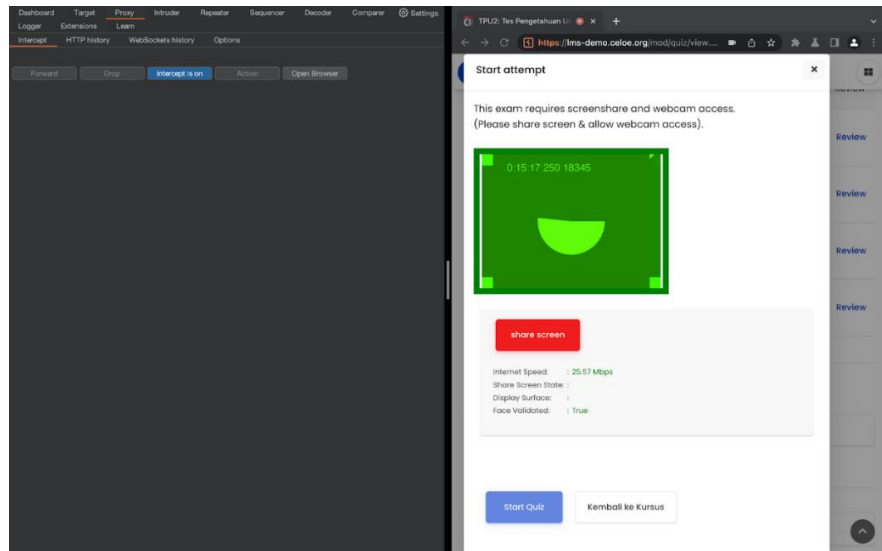 Dashboard Target Proxy Intruder Repeater Sequencer Decoder Comparer Settings
Logger Extensions Learn
Intercept HTTP history WebSockets history Options
Forward Drop Intercept is on Action Open Browser
TPU2: Tes Pengetahuan
https://lms-demo.celoe.org/mod/quiz/view....
Start attempt ×
This exam requires screenshare and webcam access.
(Please share screen & allow webcam access).
0:15:17.250 18345
share screen
Internet Speed: : 25.57 Mbps
Share Screen State: :
Display Surface: :
Face Validated: : True
Start Quiz Kembali ke Kursus
Review
Review
Review
Review
Review